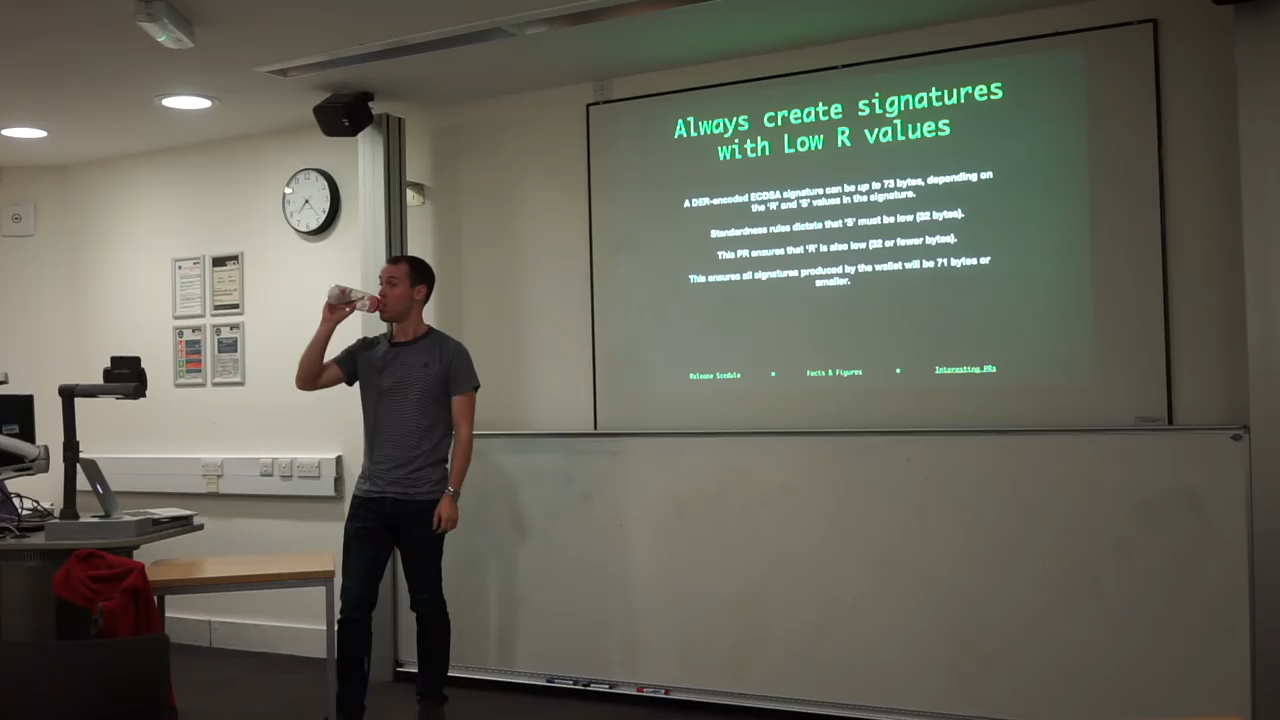 Always create signatures
with Low R values
A DER-encoded ECDSA signature can be up to 73 bytes, depending on
the 'R' and 'S' values in the signature.
Standardness rules dictate that 'S' must be low (32 bytes).
This PR ensures that 'R' is also low (32 or fewer bytes).
This ensures all signatures produced by the wallet will be 71 bytes or
smaller.
Release Scedule
Facts & Figures
Interesting PRs